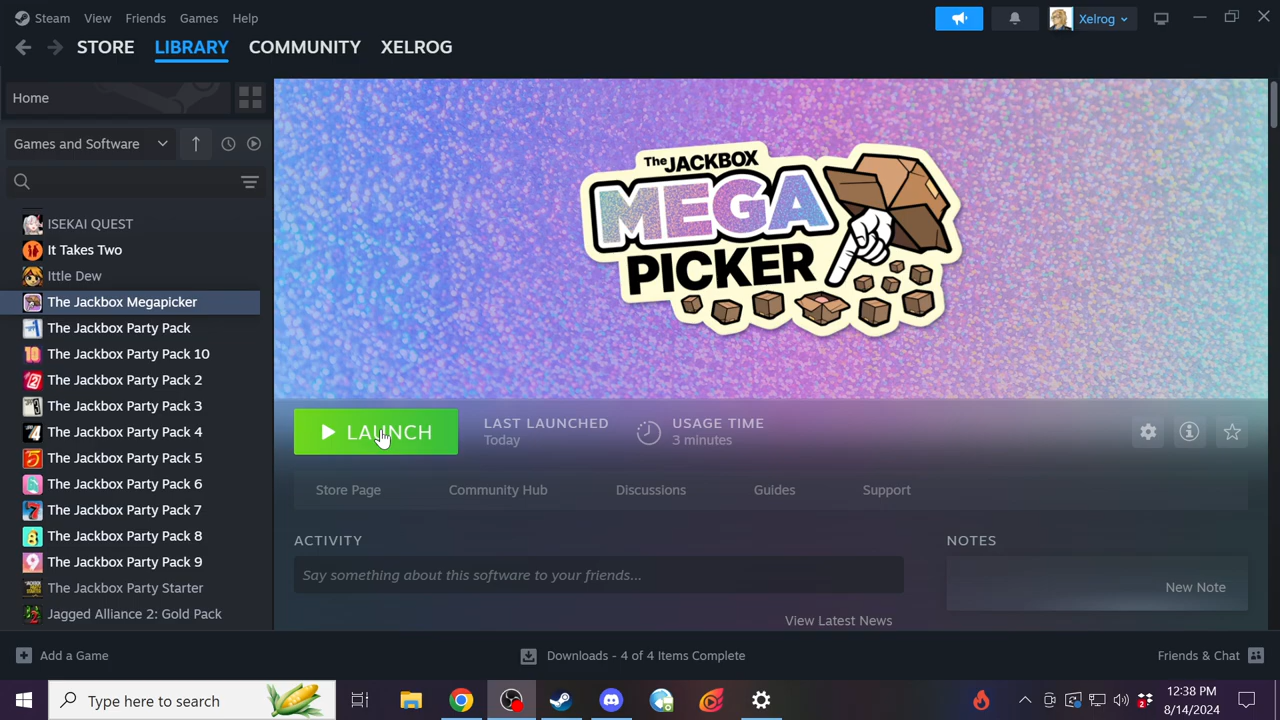 Steam View Friends Games Help Xelrog
STORE LIBRARY COMMUNITY XELROG
Home
Games and Software
ISEKAI QUEST
It Takes Two
Ittle Dew
The Jackbox Megapicker
The Jackbox Party Pack
The Jackbox Party Pack 10
The Jackbox Party Pack 2
The Jackbox Party Pack 3
The Jackbox Party Pack 4
The Jackbox Party Pack 5
The Jackbox Party Pack 6
The Jackbox Party Pack 7
The Jackbox Party Pack 8
The Jackbox Party Pack 9
The Jackbox Party Starter
Jagged Alliance 2: Gold Pack
The JACKBOX
MEGA
PICKER
LAUNCH
LAST LAUNCHED
Today
USAGE TIME
3 minutes
Store Page Community Hub Discussions Guides Support
ACTIVITY
Say something about this software to your friends...
View Latest News
NOTES
New Note
Add a Game Downloads - 4 of 4 Items Complete Friends & Chat
Type here to search
12:38 PM
8/14/2024